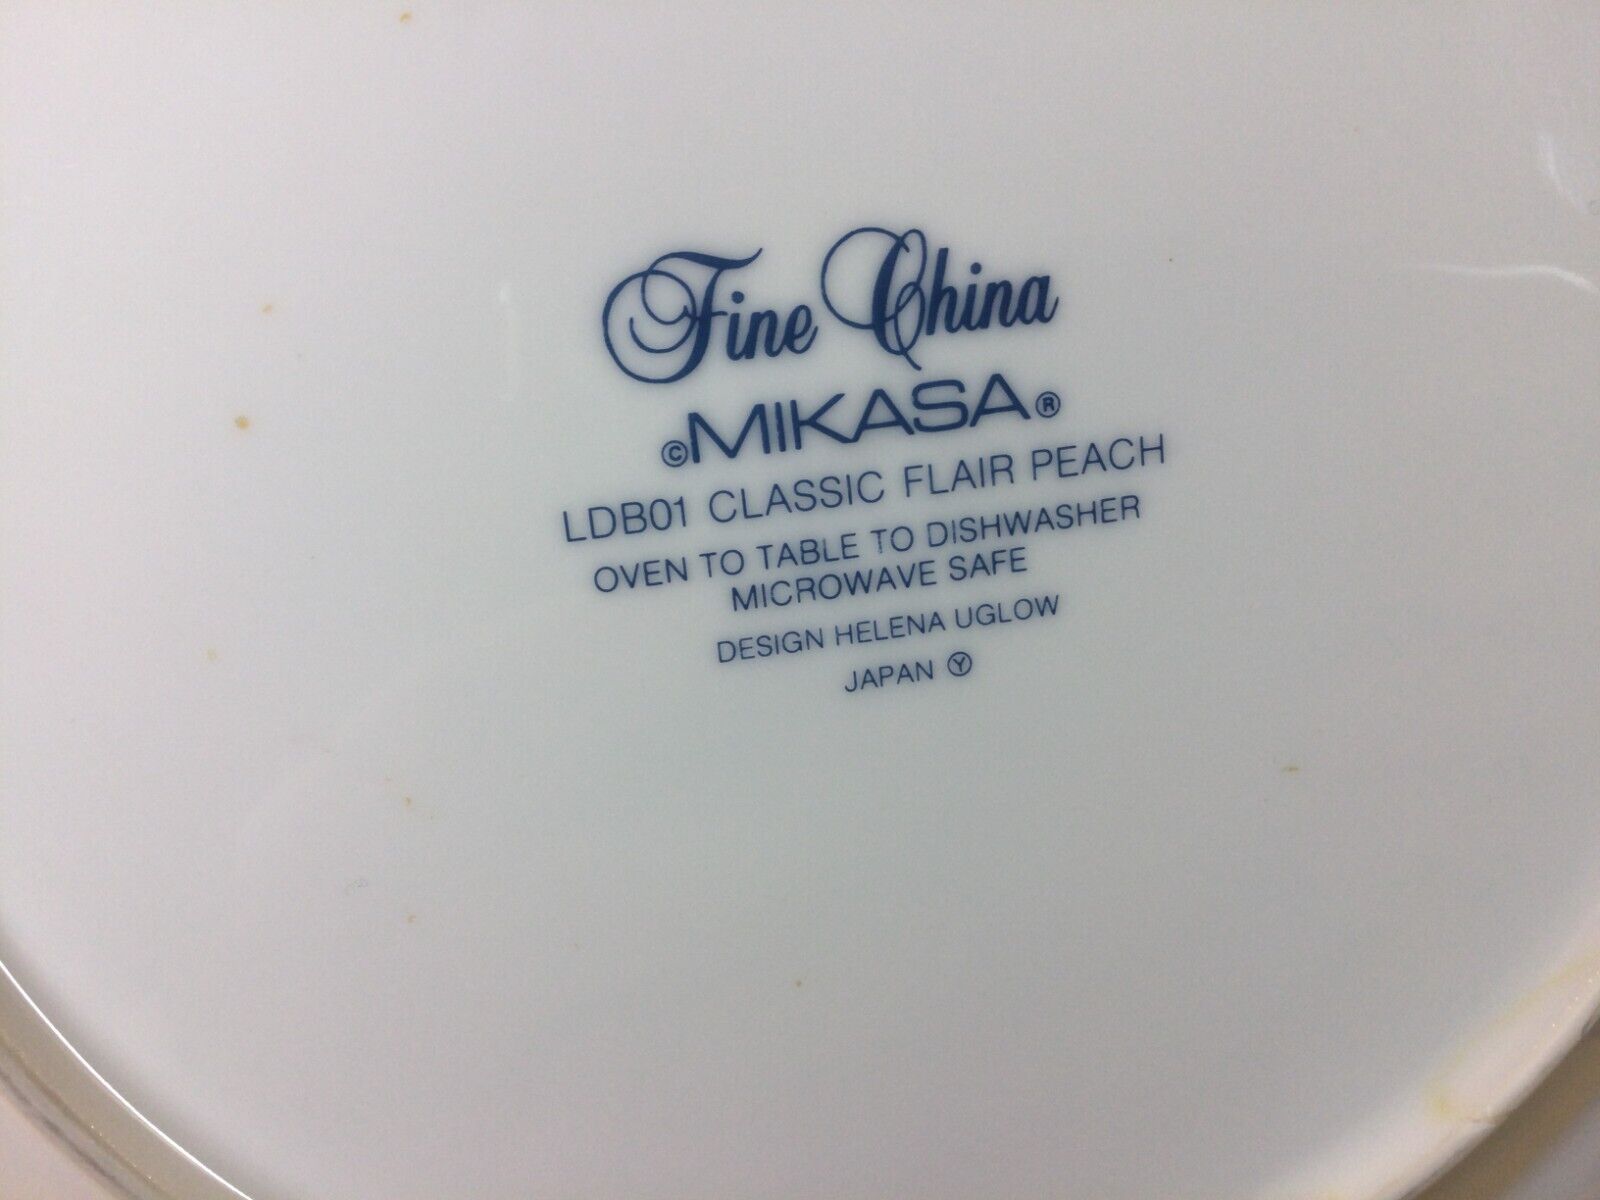 Fine China
©MIKASA®
LDB01 CLASSIC FLAIR PEACH
OVEN TO TABLE TO DISHWASHER
MICROWAVE SAFE
DESIGN HELENA UGLOW
JAPAN Ⓨ